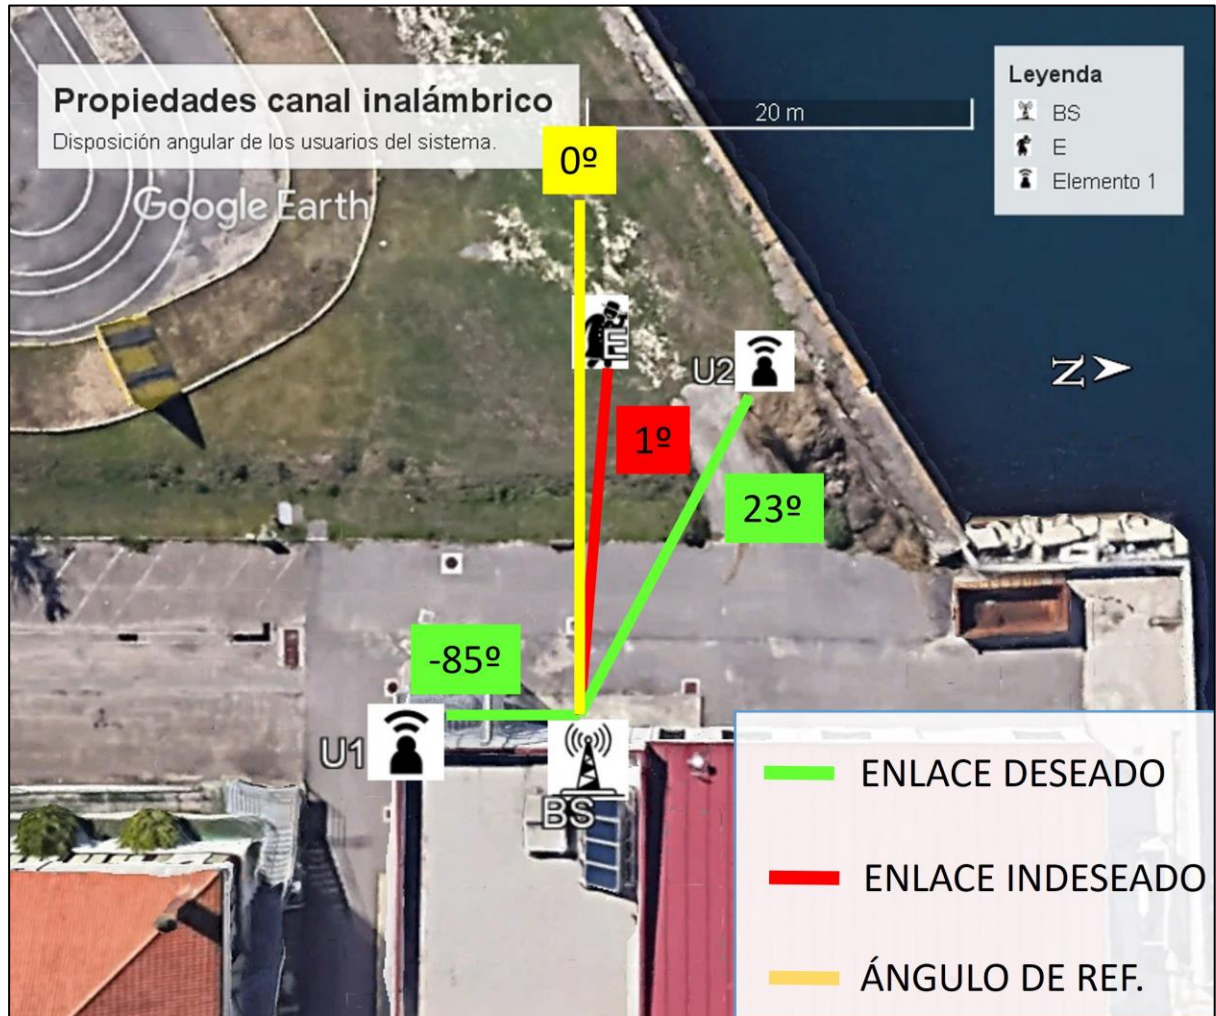 Propiedades canal inalámbrico
Disposición angular de los usuarios del sistema.
20 m
Leyenda
BS
E
Elemento 1
0º
Google Earth
E
U2
N
1º
23º
-85º
U1
BS
ENLACE DESEADO
ENLACE INDESEADO
ÁNGULO DE REF.